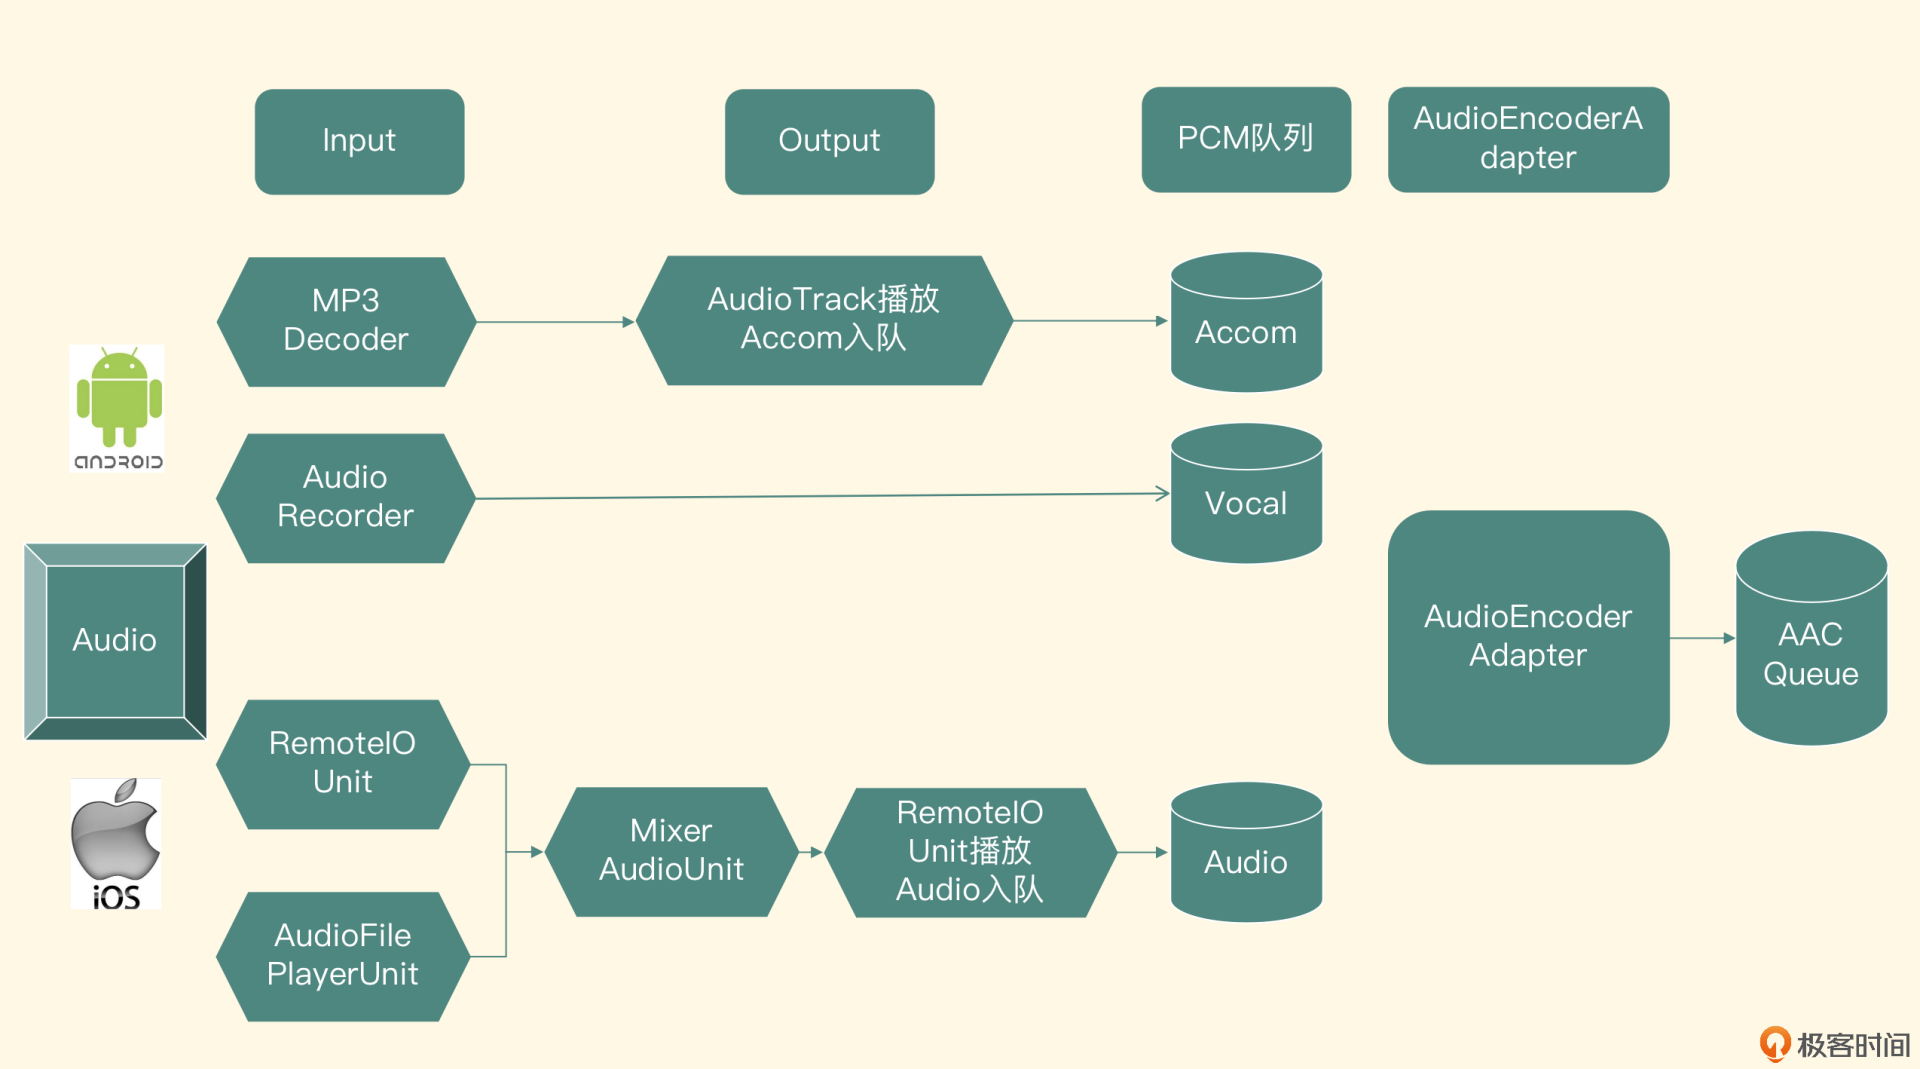 Input
Output
PCM队列
AudioEncoderA
dapter
MP3
Decoder
AudioTrack播放
Accom入队
Accom
ANDROID
Audio
Recorder
Vocal
Audio
AudioEncoder
Adapter
AAC
Queue
RemoteIO
Unit
Mixer
AudioUnit
RemoteIO
Unit播放
Audio入队
Audio
iOS
AudioFile
PlayerUnit
极客时间